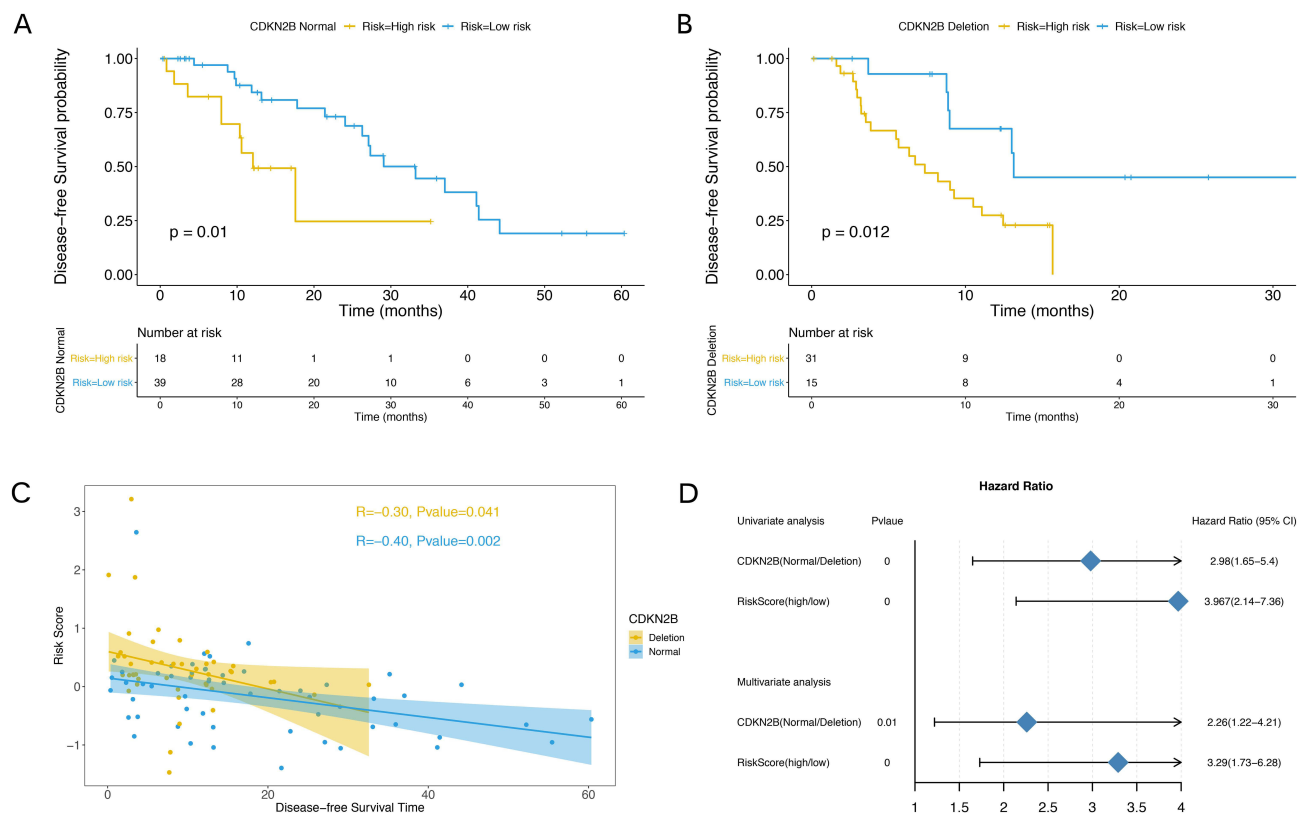 A
CDKN2B Normal Risk=High risk Risk=Low risk
Disease−free Survival probability
1.00
0.75
0.50
0.25
0.00
p = 0.01
0 10 20 30 40 50 60
Time (months)
Number at risk
CDKN2B Normal
Risk=High risk 18 11 1 1 0 0 0
Risk=Low risk 39 28 20 10 6 3 1
0 10 20 30 40 50 60
Time (months)
B
CDKN2B Deletion Risk=High risk Risk=Low risk
Disease−free Survival probability
1.00
0.75
0.50
0.25
0.00
p = 0.012
0 10 20 30
Time (months)
Number at risk
CDKN2B Deletion
Risk=High risk 31 9 0 0
Risk=Low risk 15 8 4 1
0 10 20 30
Time (months)
C
Risk Score
3
2
1
0
−1
R=−0.30, Pvalue=0.041
R=−0.40, Pvalue=0.002
0 20 40 60
Disease−free Survival Time
CDKN2B
Deletion
Normal
D
Hazard Ratio
Univariate analysis Pvlaue Hazard Ratio (95% CI)
CDKN2B(Normal/Deletion) 0 2.98(1.65−5.4)
RiskScore(high/low) 0 3.967(2.14−7.36)
Multivariate analysis
CDKN2B(Normal/Deletion) 0.01 2.26(1.22−4.21)
RiskScore(high/low) 0 3.29(1.73−6.28)
1 1.5 2 2.5 3 3.5 4